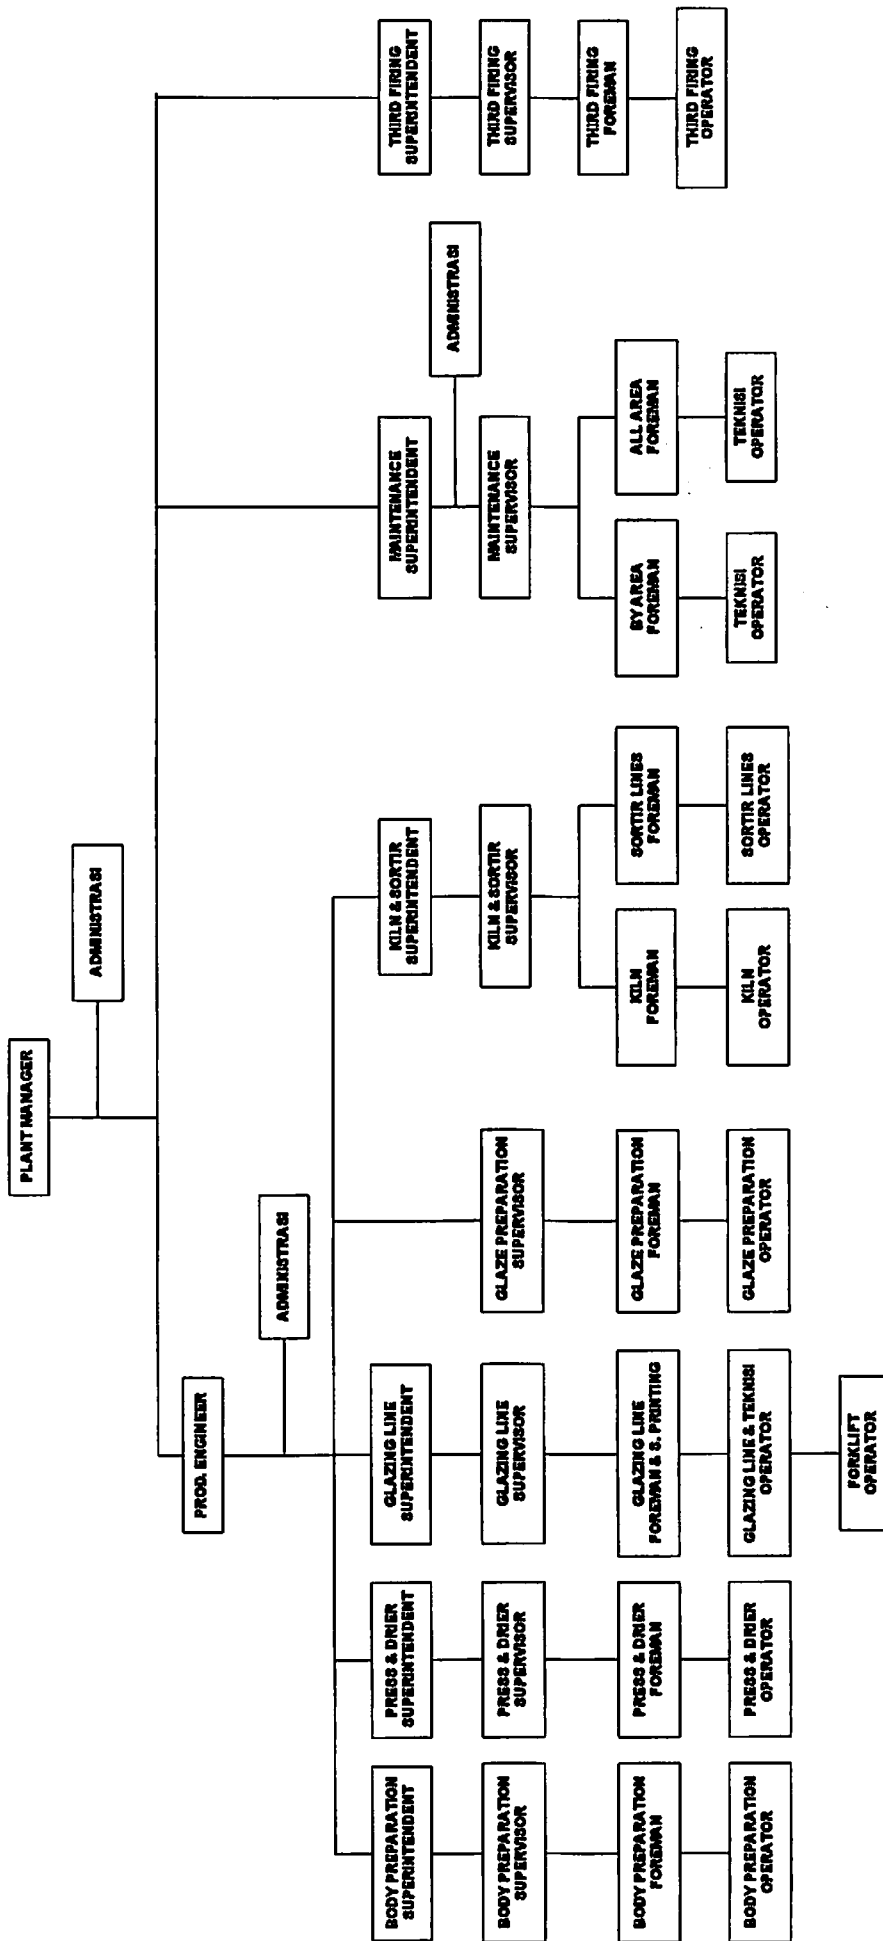 PLANT MANAGER
ADMINISTRASI
PROD. ENGINEER
ADMINISTRASI
BODY PREPARATION
SUPERINTENDENT
PRESS & DRIER
SUPERINTENDENT
GLAZING LINE
SUPERINTENDENT
KILN & SORTIR
SUPERINTENDENT
MAINTENANCE
SUPERINTENDENT
THIRD FIRING
SUPERINTENDENT
ADMINISTRASI
BODY PREPARATION
SUPERVISOR
PRESS & DRIER
SUPERVISOR
GLAZING LINE
SUPERVISOR
GLAZE PREPARATION
SUPERVISOR
KILN & SORTIR
SUPERVISOR
MAINTENANCE
SUPERVISOR
THIRD FIRING
SUPERVISOR
BODY PREPARATION
FOREMAN
PRESS & DRIER
FOREMAN
GLAZING LINE
FOREMAN & S. PRINTING
GLAZE PREPARATION
FOREMAN
KILN
FOREMAN
SORTIR LINES
FOREMAN
BY AREA
FOREMAN
ALL AREA
FOREMAN
THIRD FIRING
FOREMAN
BODY PREPARATION
OPERATOR
PRESS & DRIER
OPERATOR
GLAZING LINE & TEKNISI
OPERATOR
GLAZE PREPARATION
OPERATOR
KILN
OPERATOR
SORTIR LINES
OPERATOR
TEKNISI
OPERATOR
TEKNISI
OPERATOR
THIRD FIRING
OPERATOR
FORKLIFT
OPERATOR